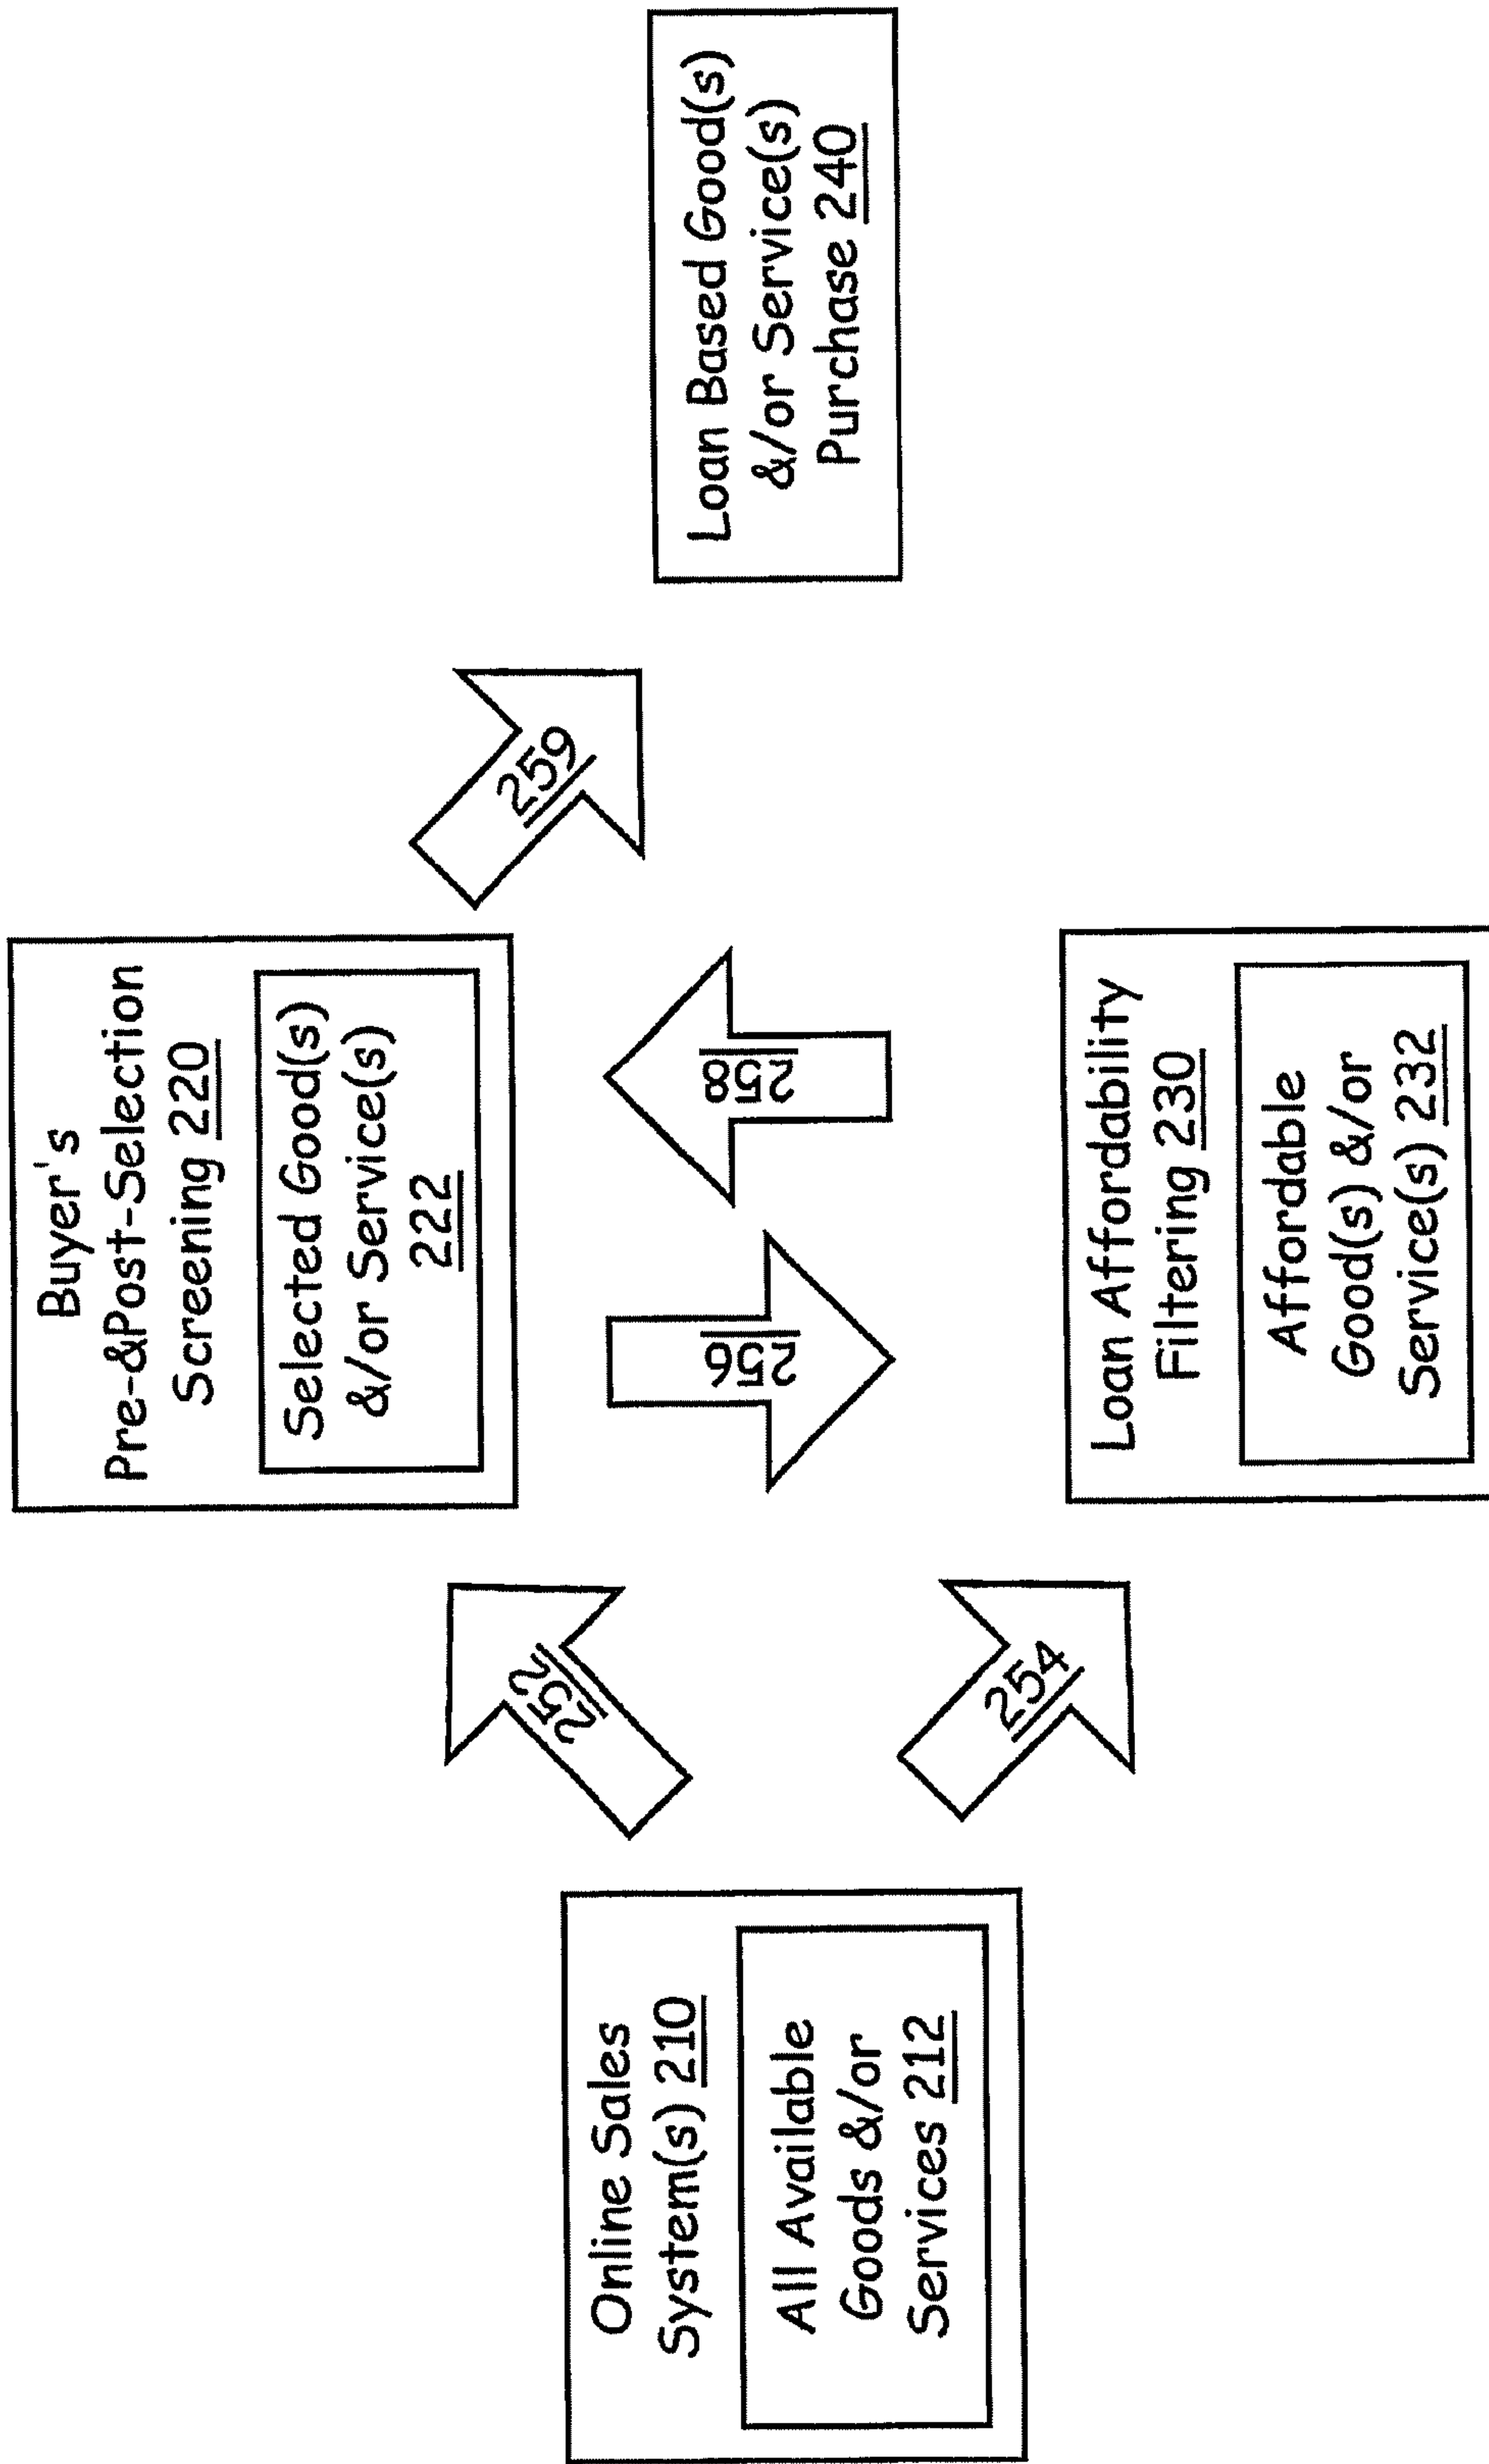 Online Sales
System(s) 210
All Available
Goods &/or
Services 212
252
254
Buyer's
Pre-&Post-Selection
Screening 220
Selected Good(s)
&/or Service(s)
222
256
258
Loan Affordability
Filtering 230
Affordable
Good(s) &/or
Service(s) 232
259
Loan Based Good(s)
&/or Service(s)
Purchase 240